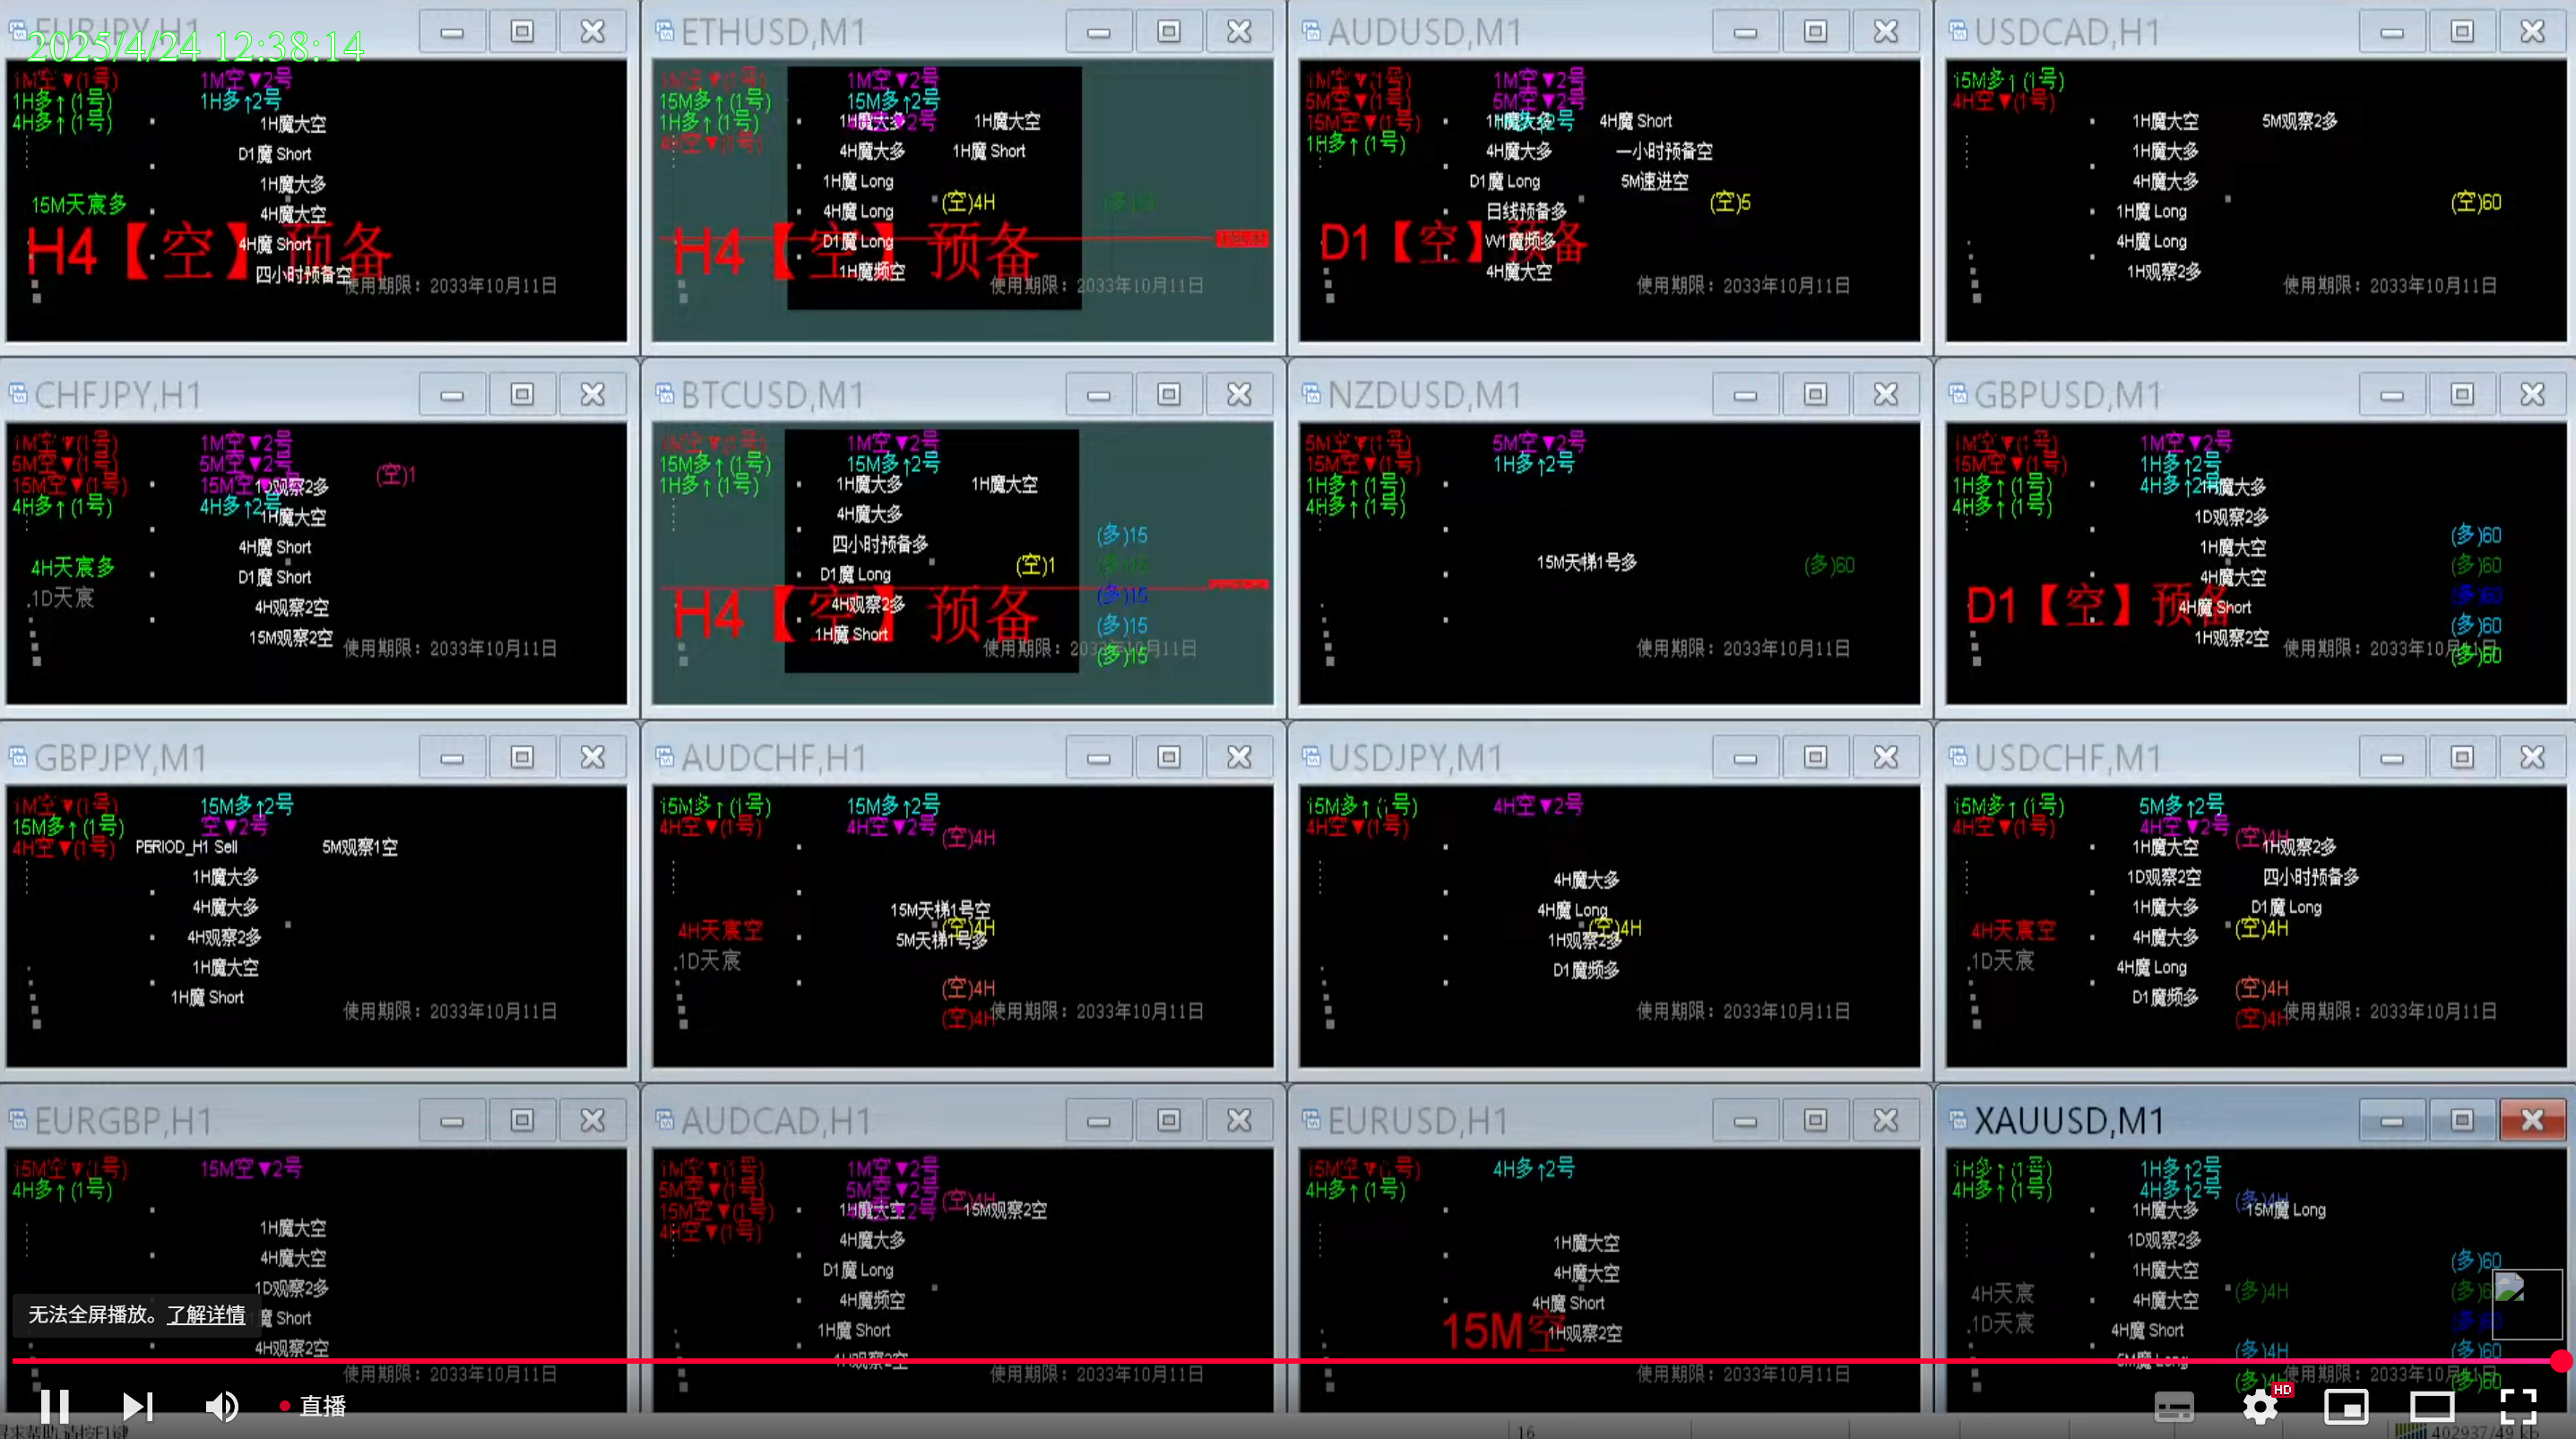 EURJPY,H1
2025/4/24 12:38:14
1M空▼(1号)
1M空▼2号
1H多↑(1号)
1H多↑2号
4H多↑(1号)
1H魔大空
D1魔 Short
1H魔大多
15M天宸多
4H魔大空
4H魔 Short
H4【空】预备
四小时预备空
使用期限：2033年10月11日
ETHUSD,M1
1M空▼(1号)
1M空▼2号
15M多↑(1号)
15M多↑2号
1H多↑(1号)
1H魔大多
1H魔大空
4H空▼(1号)
4H魔大多
1H魔 Short
1H魔 Long
(空)4H
4H魔 Long
D1魔 Long
H4【空】预备
1H魔频空
使用期限：2033年10月11日
AUDUSD,M1
1M空▼(1号)
1M空▼2号
5M空▼(1号)
5M空▼2号
15M空▼(1号)
1H魔大多
4H魔 Short
1H多↑(1号)
4H魔大多
一小时预备空
D1魔 Long
5M速进空
(空)5
日线预备多
W1魔频多
D1【空】预备
4H魔大空
使用期限：2033年10月11日
USDCAD,H1
15M多↑(1号)
4H空▼(1号)
1H魔大空
5M观察2多
1H魔大多
4H魔大多
(空)60
1H魔 Long
4H魔 Long
1H观察2多
使用期限：2033年10月11日
CHFJPY,H1
1M空▼(1号)
1M空▼2号
5M空▼(1号)
5M空▼2号
(空)1
15M空▼(1号)
15M空▼2号
1D观察2多
4H多↑(1号)
4H多↑2号
1H魔大空
4H魔 Short
4H天宸多
D1魔 Short
.1D天宸
4H观察2空
15M观察2空
使用期限：2033年10月11日
BTCUSD,M1
1M空▼(1号)
1M空▼2号
15M多↑(1号)
15M多↑2号
1H多↑(1号)
1H魔大多
1H魔大空
4H魔大多
(多)15
四小时预备多
(空)1
(多)15
D1魔 Long
(多)15
4H观察2多
H4【空】预备
(多)15
1H魔 Short
使用期限：2033年10月11日
(多)15
NZDUSD,M1
5M空▼(1号)
5M空▼2号
15M空▼(1号)
1H多↑2号
1H多↑(1号)
4H多↑(1号)
15M天梯1号多
(多)60
使用期限：2033年10月11日
GBPUSD,M1
1M空▼(1号)
1M空▼2号
15M空▼(1号)
1H多↑2号
1H多↑(1号)
4H多↑2号
1H魔大多
4H多↑(1号)
1D观察2多
(多)60
1H魔大空
(多)60
4H魔大空
(多)60
D1【空】预备
4H魔 Short
(多)60
1H观察2空
使用期限：2033年10月11日
(多)60
GBPJPY,M1
1M空▼(1号)
15M多↑2号
15M多↑(1号)
空▼2号
4H空▼(1号)
PERIOD_H1 Sell
5M观察1空
1H魔大多
4H魔大多
4H观察2多
1H魔大空
1H魔 Short
使用期限：2033年10月11日
AUDCHF,H1
15M多↑(1号)
15M多↑2号
4H空▼(1号)
4H空▼2号
(空)4H
15M天梯1号空
4H天宸空
(空)4H
5M天梯1号多
.1D天宸
(空)4H
(空)4H
使用期限：2033年10月11日
USDJPY,M1
15M多↑(1号)
4H空▼2号
4H空▼(1号)
4H魔大多
4H魔 Long
(空)4H
1H观察2多
D1魔频多
使用期限：2033年10月11日
USDCHF,M1
15M多↑(1号)
5M多↑2号
4H空▼(1号)
4H空▼2号
(空)4H
1H魔大空
1H观察2多
1D观察2空
四小时预备多
1H魔大多
D1魔 Long
4H天宸空
4H魔大多
(空)4H
.1D天宸
4H魔 Long
D1魔频多
(空)4H
(空)4H
使用期限：2033年10月11日
EURGBP,H1
15M空▼(1号)
15M空▼2号
4H多↑(1号)
1H魔大空
4H魔大空
1D观察2多
魔 Short
4H观察2空
使用期限：2033年10月11日
AUDCAD,H1
1M空▼(1号)
1M空▼2号
5M空▼(1号)
5M空▼2号
(空)4H
15M空▼(1号)
1H魔大空
15M观察2空
4H空▼(1号)
4H魔大多
D1魔 Long
4H魔频空
1H魔 Short
1H观察2空
使用期限：2033年10月11日
EURUSD,H1
15M空▼(1号)
4H多↑2号
4H多↑(1号)
1H魔大空
4H魔大空
4H魔 Short
15M空
1H观察2空
使用期限：2033年10月11日
XAUUSD,M1
1H多↑(1号)
1H多↑2号
4H多↑(1号)
4H多↑2号
(多)4H
1H魔大多
15M魔 Long
1D观察2多
(多)60
1H魔大空
4H天宸
4H魔大空
(多)4H
.1D天宸
4H魔 Short
(多)4H
(多)60
5M魔 Long
使用期限：2033年10月11日
(多)60
无法全屏播放。了解详情
直播
HD
16
402937/49 kb